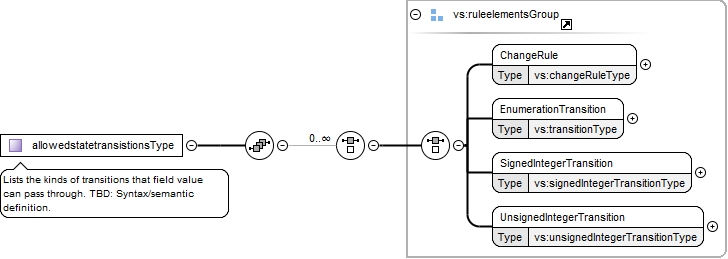 vs:ruleelementsGroup
ChangeRule
Type vs:changeRuleType
EnumerationTransition
Type vs:transitionType
allowedstatetransistionsType
0..∞
Lists the kinds of transitions that field value
can pass through. TBD: Syntax/semantic
definition.
SignedIntegerTransition
Type vs:signedIntegerTransitionType
UnsignedIntegerTransition
Type vs:unsignedIntegerTransitionType